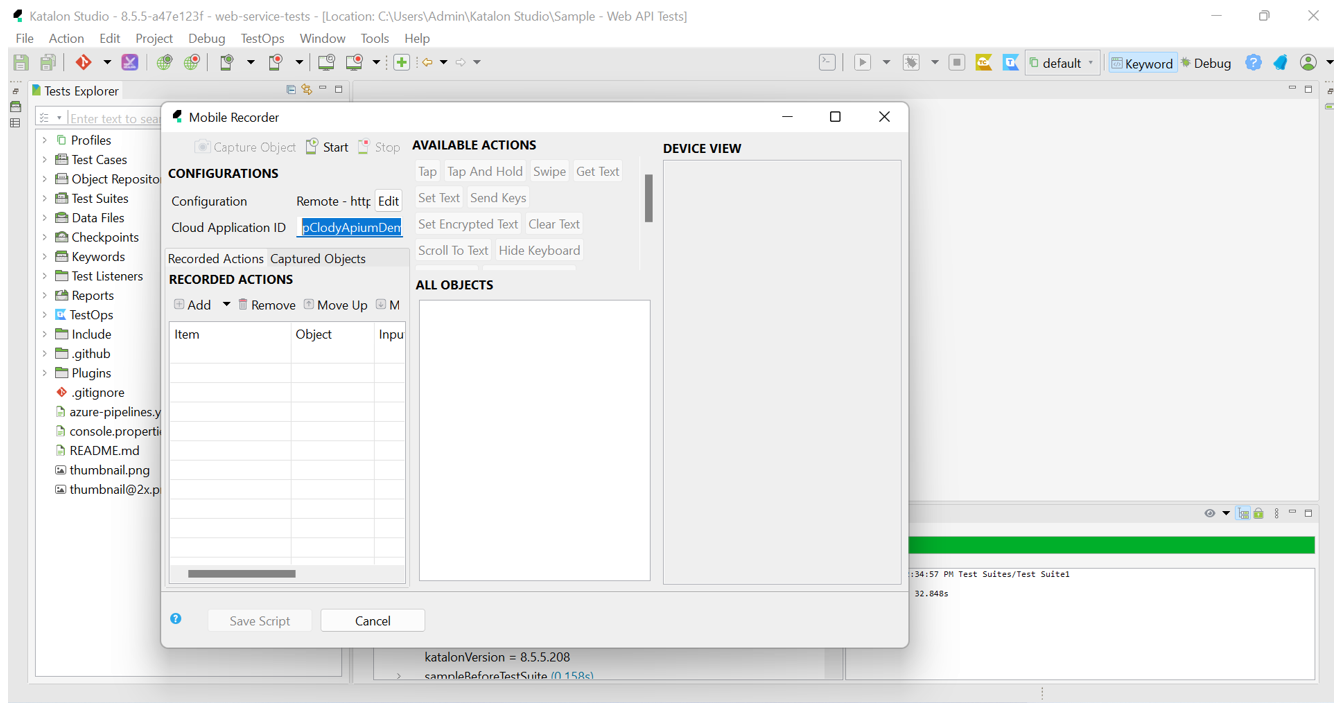 Katalon Studio - 8.5.5-a47e123f - web-service-tests - [Location: C:\Users\Admin\Katalon Studio\Sample - Web API Tests]
File Action Edit Project Debug TestOps Window Tools Help
default Keyword Debug
Tests Explorer
Enter text to sear
Profiles
Test Cases
Object Reposito
Test Suites
Data Files
Checkpoints
Keywords
Test Listeners
Reports
TestOps
Include
.github
Plugins
.gitignore
azure-pipelines.y
console.properti
README.md
thumbnail.png
thumbnail@2x.p
Mobile Recorder
Capture Object Start Stop
CONFIGURATIONS
Configuration Remote - http Edit
Cloud Application ID pClodyApiumDem
Recorded Actions Captured Objects
RECORDED ACTIONS
Add Remove Move Up M
Item Object Inpu
AVAILABLE ACTIONS
Tap Tap And Hold Swipe Get Text
Set Text Send Keys
Set Encrypted Text Clear Text
Scroll To Text Hide Keyboard
ALL OBJECTS
DEVICE VIEW
Save Script Cancel
:34:57 PM Test Suites/Test Suite1
32.848s
katalonVersion = 8.5.5.208
sampleBeforeTestSuite (0.158s)